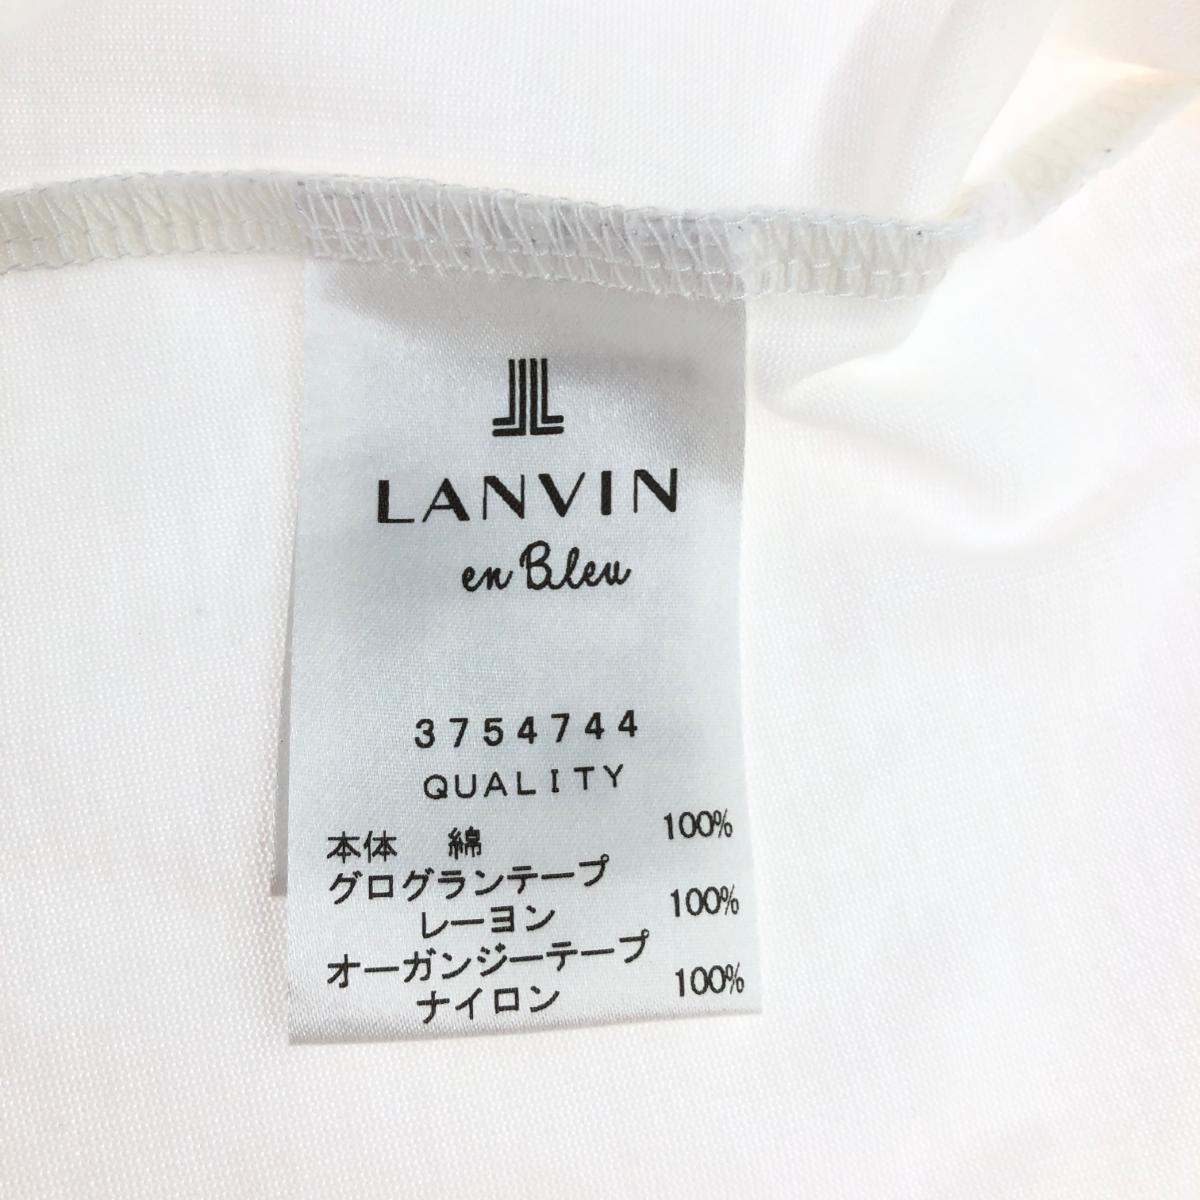 LANVIN
en Bleu
3754744
QUALITY
本体 綿 100%
グログランテープ
レーヨン 100%
オーガンジーテープ
ナイロン 100%